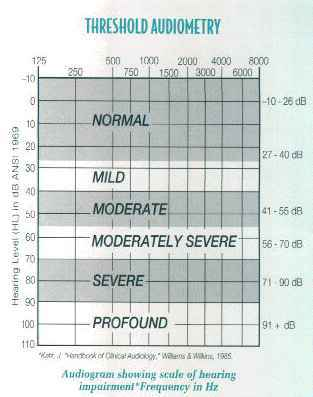 THRESHOLD AUDIOMETRY
125 500 1000 2000 4000 8000
250 750 1500 3000 6000
-10
0
10
20
30
40
50
60
70
80
90
100
110
Hearing Level (HL) in dB ANSI 1969
NORMAL
MILD
MODERATE
MODERATELY SEVERE
SEVERE
PROFOUND
-10 - 26 dB
27 - 40 dB
41 - 55 dB
56 - 70 dB
71 - 90 dB
91 + dB
*Katz, J. "Handbook of Clinical Audiology," Williams & Wilkins, 1985.
Audiogram showing scale of hearing
impairment*Frequency in Hz